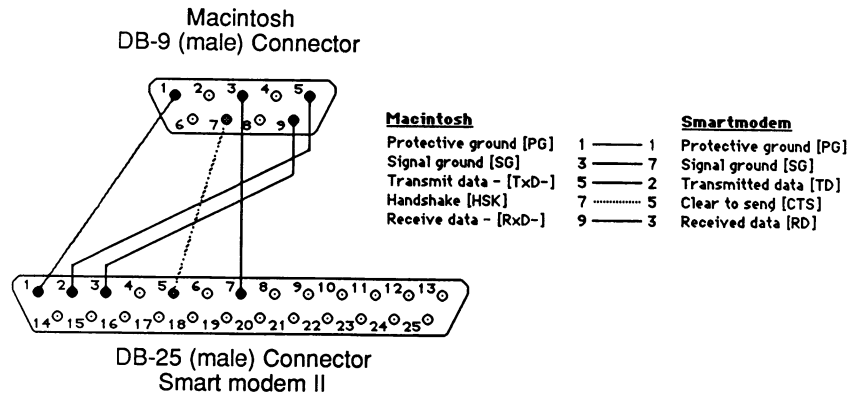 Macintosh
DB-9 (male) Connector
1 2 3 4 5
6 7 8 9
Macintosh Smartmodem
Protective ground [PG] 1 1 Protective ground [PG]
Signal ground [SG] 3 7 Signal ground [SG]
Transmit data - [TxD-] 5 2 Transmitted data [TD]
Handshake [HSK] 7 5 Clear to send [CTS]
Receive data - [RxD-] 9 3 Received data [RD]
1 2 3 4 5 6 7 8 9 10 11 12 13
14 15 16 17 18 19 20 21 22 23 24 25
DB-25 (male) Connector
Smart modem II